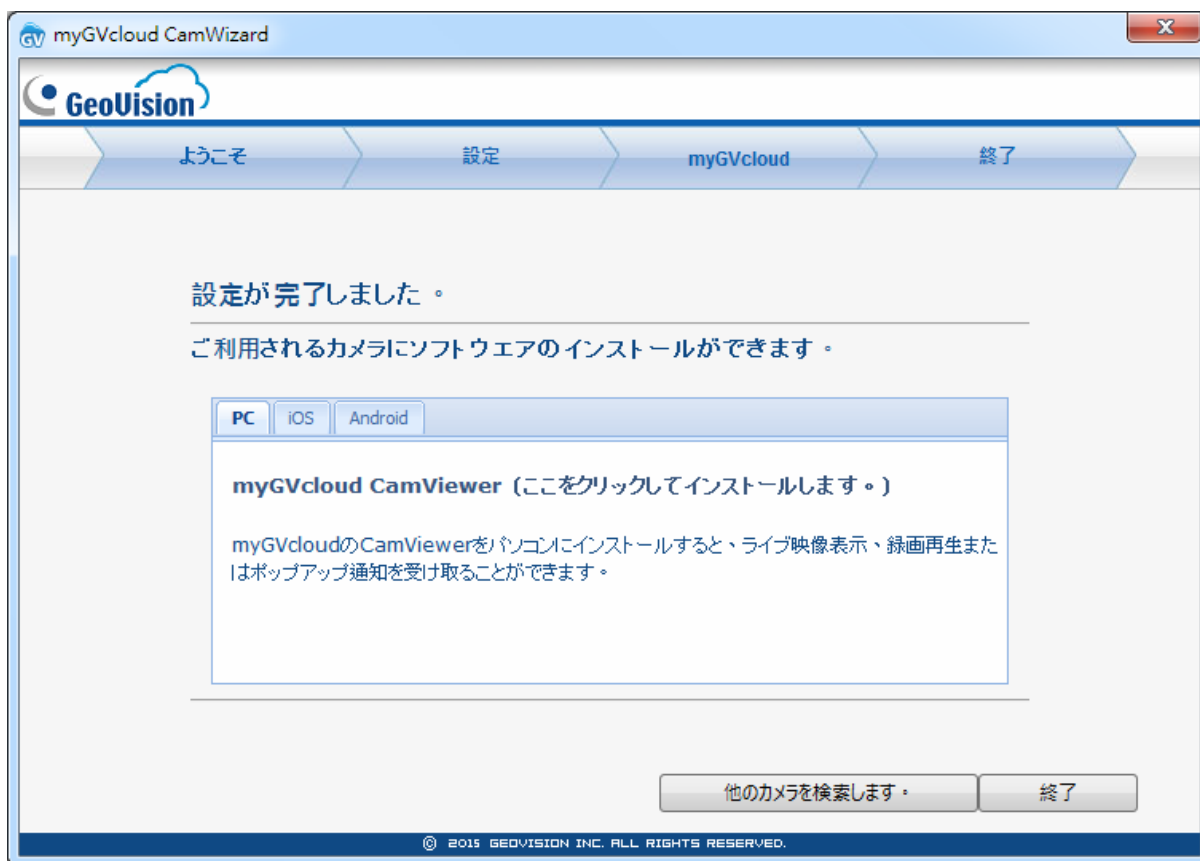 myGVcloud CamWizard
GeoVision
ようこそ
設定
myGVcloud
終了
設定が完了しました。
ご利用されるカメラにソフトウエアのインストールができます。
PC
iOS
Android
myGVcloud CamViewer (ここをクリックしてインストールします。)
myGVcloudのCamViewerをパソコンにインストールすると、ライブ映像表示、録画再生また
はポップアップ通知を受け取ることができます。
他のカメラを検索します。
終了
© 2015 GEOVISION INC. ALL RIGHTS RESERVED.